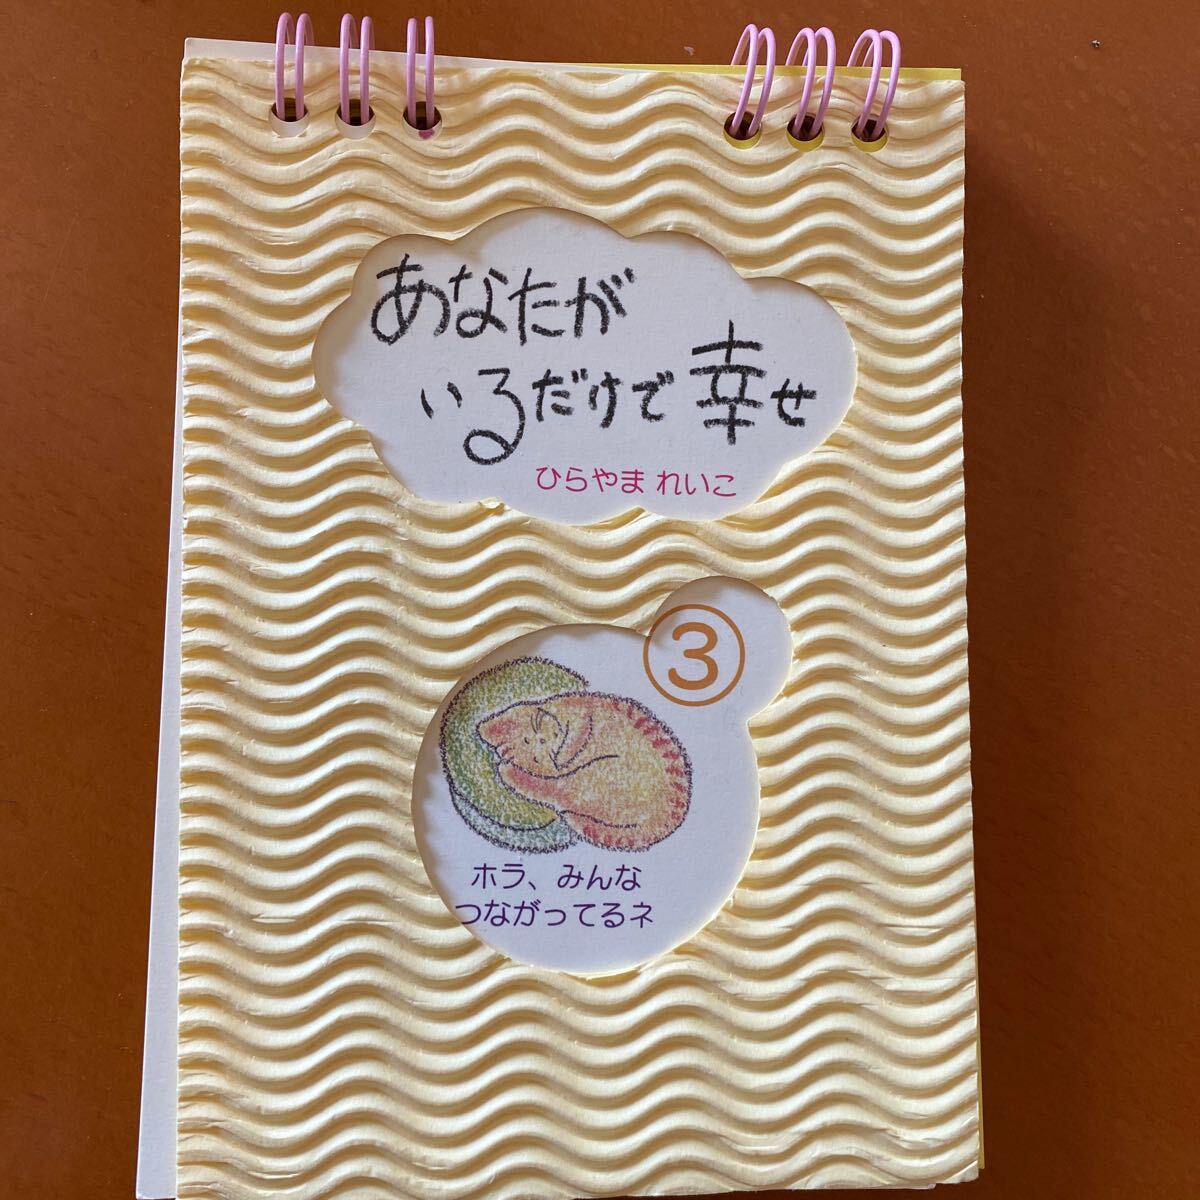 あなたが
いるだけで幸せ
ひらやまれいこ
③
ホラ、みんな
つながってるネ